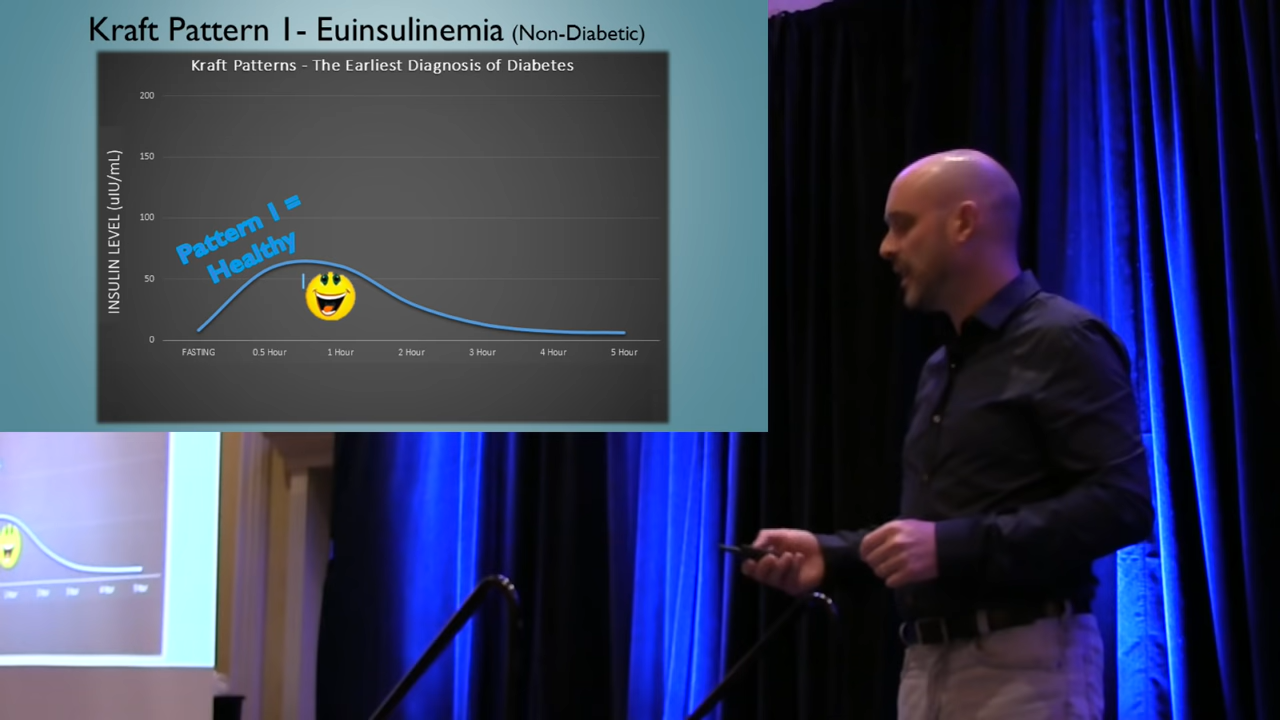 Kraft Pattern 1- Euinsulinemia (Non-Diabetic)
Kraft Patterns - The Earliest Diagnosis of Diabetes
200
150
100
50
0
INSULIN LEVEL (uIU/mL)
Pattern 1 =
Healthy
FASTING 0.5 Hour 1 Hour 2 Hour 3 Hour 4 Hour 5 Hour